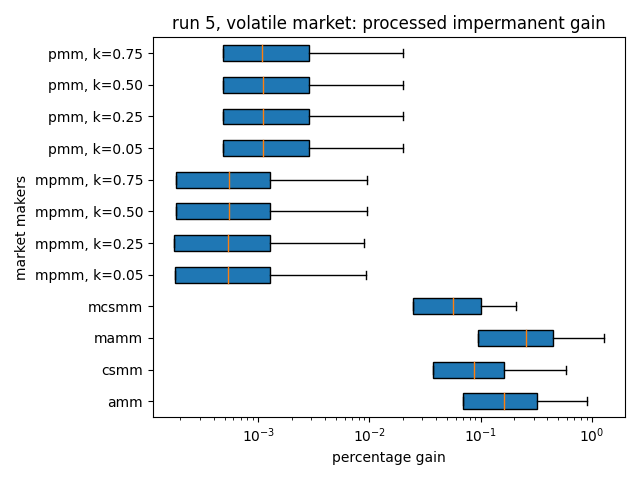 run 5, volatile market: processed impermanent gain
market makers
pmm, k=0.75
pmm, k=0.50
pmm, k=0.25
pmm, k=0.05
mpmm, k=0.75
mpmm, k=0.50
mpmm, k=0.25
mpmm, k=0.05
mcsmm
mamm
csmm
amm
10⁻³ 10⁻² 10⁻¹ 10⁰
percentage gain